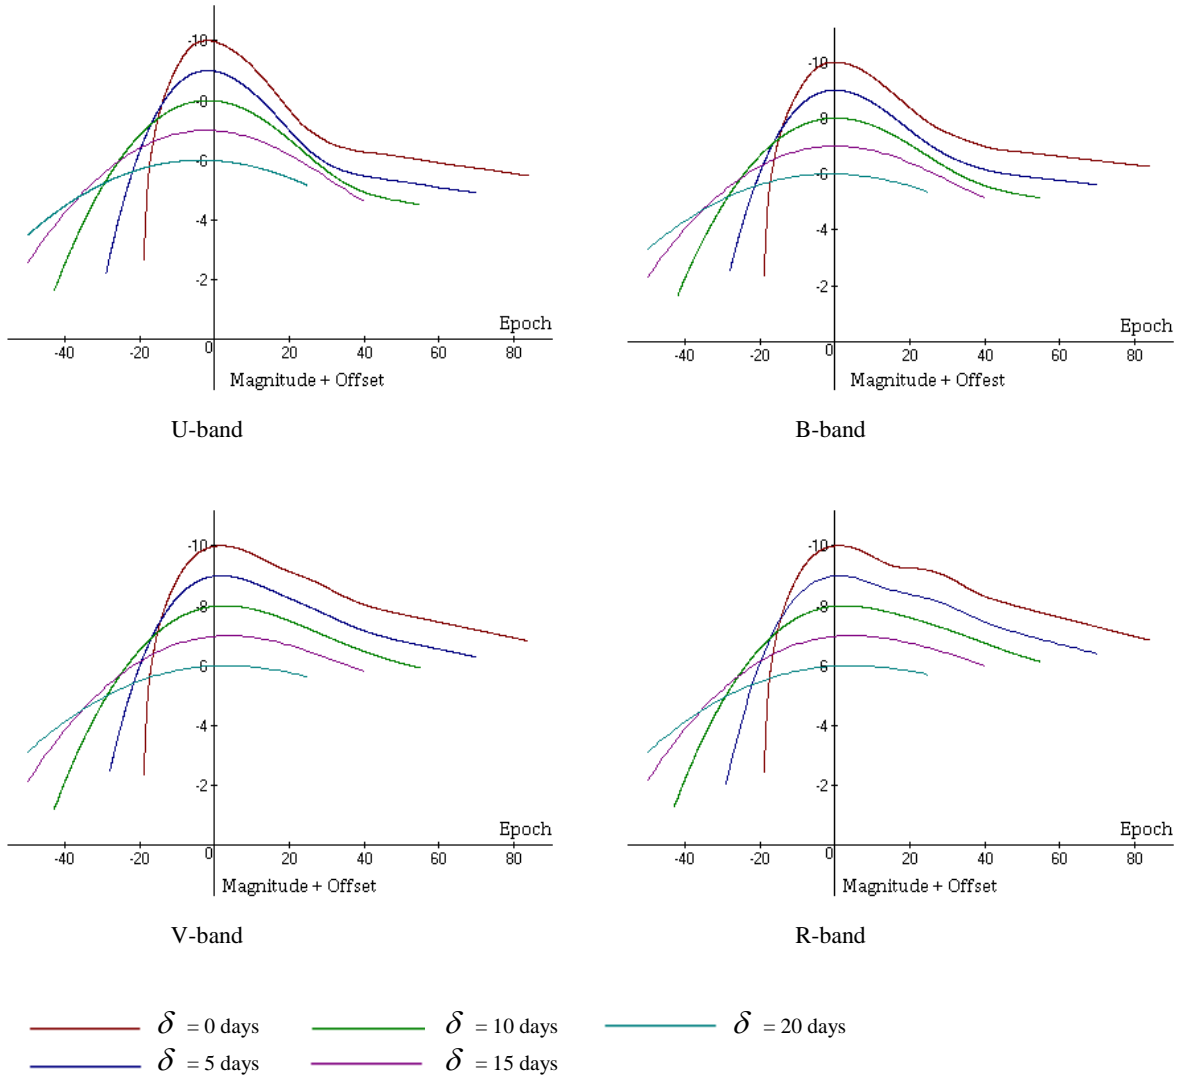 -10
-8
-6
-4
-2
Epoch
-40 -20 0 20 40 60 80
Magnitude + Offset
U-band
-10
-8
-6
-4
-2
Epoch
-40 -20 0 20 40 60 80
Magnitude + Offest
B-band
-10
-8
-6
-4
-2
Epoch
-40 -20 0 20 40 60 80
Magnitude + Offset
V-band
-10
-8
-6
-4
-2
Epoch
-40 -20 0 20 40 60 80
Magnitude + Offset
R-band
δ = 0 days δ = 10 days δ = 20 days
δ = 5 days δ = 15 days